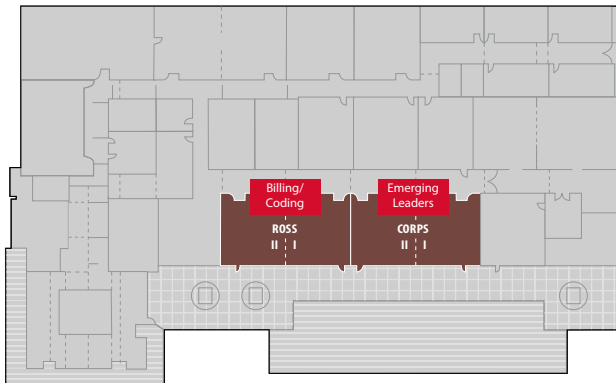 Billing/
Coding
Emerging
Leaders
ROSS
II I
CORPS
II I